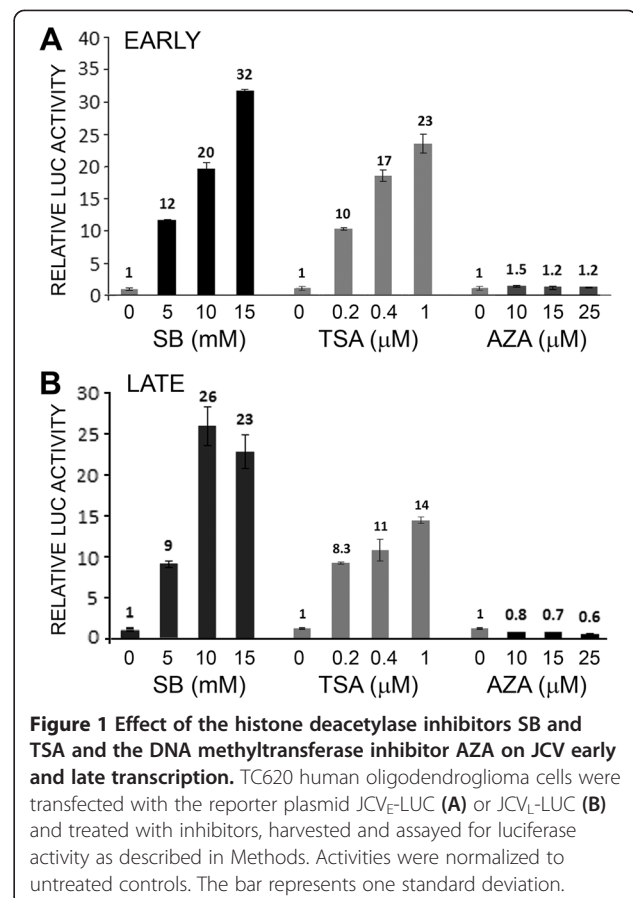 A EARLY
RELATIVE LUC ACTIVITY
40
35
30
25
20
15
10
5
0
1 12 20 32 1 10 17 23 1 1.5 1.2 1.2
0 5 10 15 0 0.2 0.4 1 0 10 15 25
SB (mM) TSA (μM) AZA (μM)
B LATE
RELATIVE LUC ACTIVITY
30
25
20
15
10
5
0
1 9 26 23 1 8.3 11 14 1 0.8 0.7 0.6
0 5 10 15 0 0.2 0.4 1 0 10 15 25
SB (mM) TSA (μM) AZA (μM)
Figure 1 Effect of the histone deacetylase inhibitors SB and
TSA and the DNA methyltransferase inhibitor AZA on JCV early
and late transcription. TC620 human oligodendroglioma cells were
transfected with the reporter plasmid JCV_E-LUC (A) or JCV_L-LUC (B)
and treated with inhibitors, harvested and assayed for luciferase
activity as described in Methods. Activities were normalized to
untreated controls. The bar represents one standard deviation.